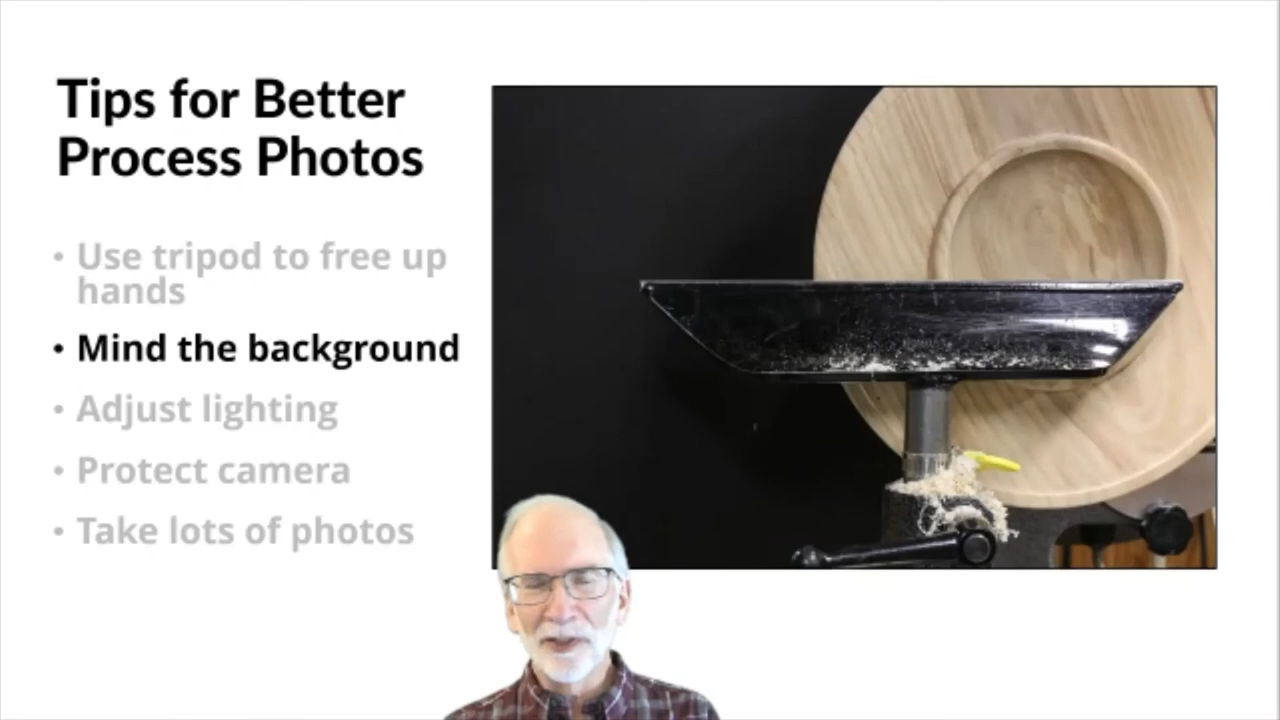 Tips for Better
Process Photos
• Use tripod to free up
hands
• Mind the background
• Adjust lighting
• Protect camera
• Take lots of photos